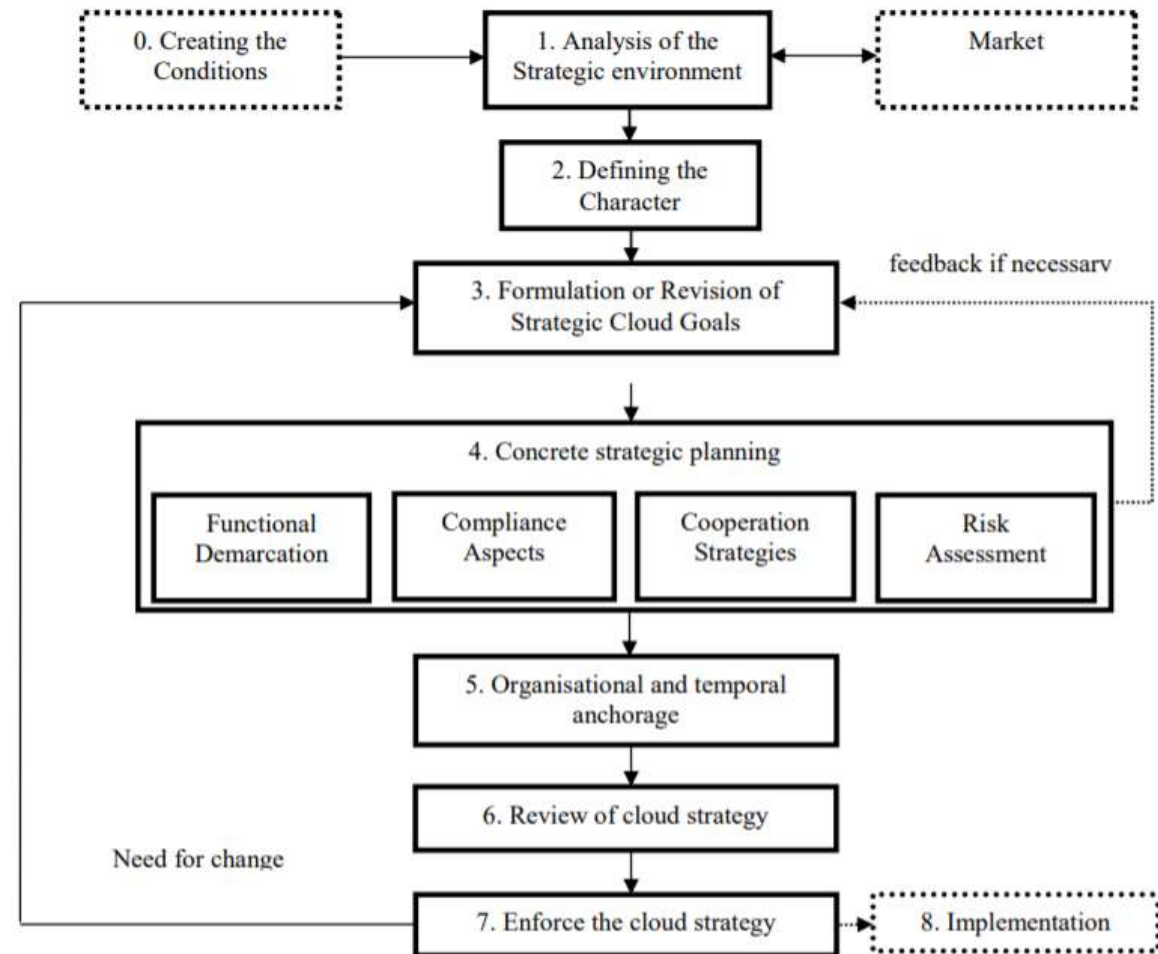 0. Creating the
Conditions
1. Analysis of the
Strategic environment
Market
2. Defining the
Character
feedback if necessary
3. Formulation or Revision of
Strategic Cloud Goals
4. Concrete strategic planning
Functional
Demarcation
Compliance
Aspects
Cooperation
Strategies
Risk
Assessment
5. Organisational and temporal
anchorage
6. Review of cloud strategy
Need for change
7. Enforce the cloud strategy
8. Implementation